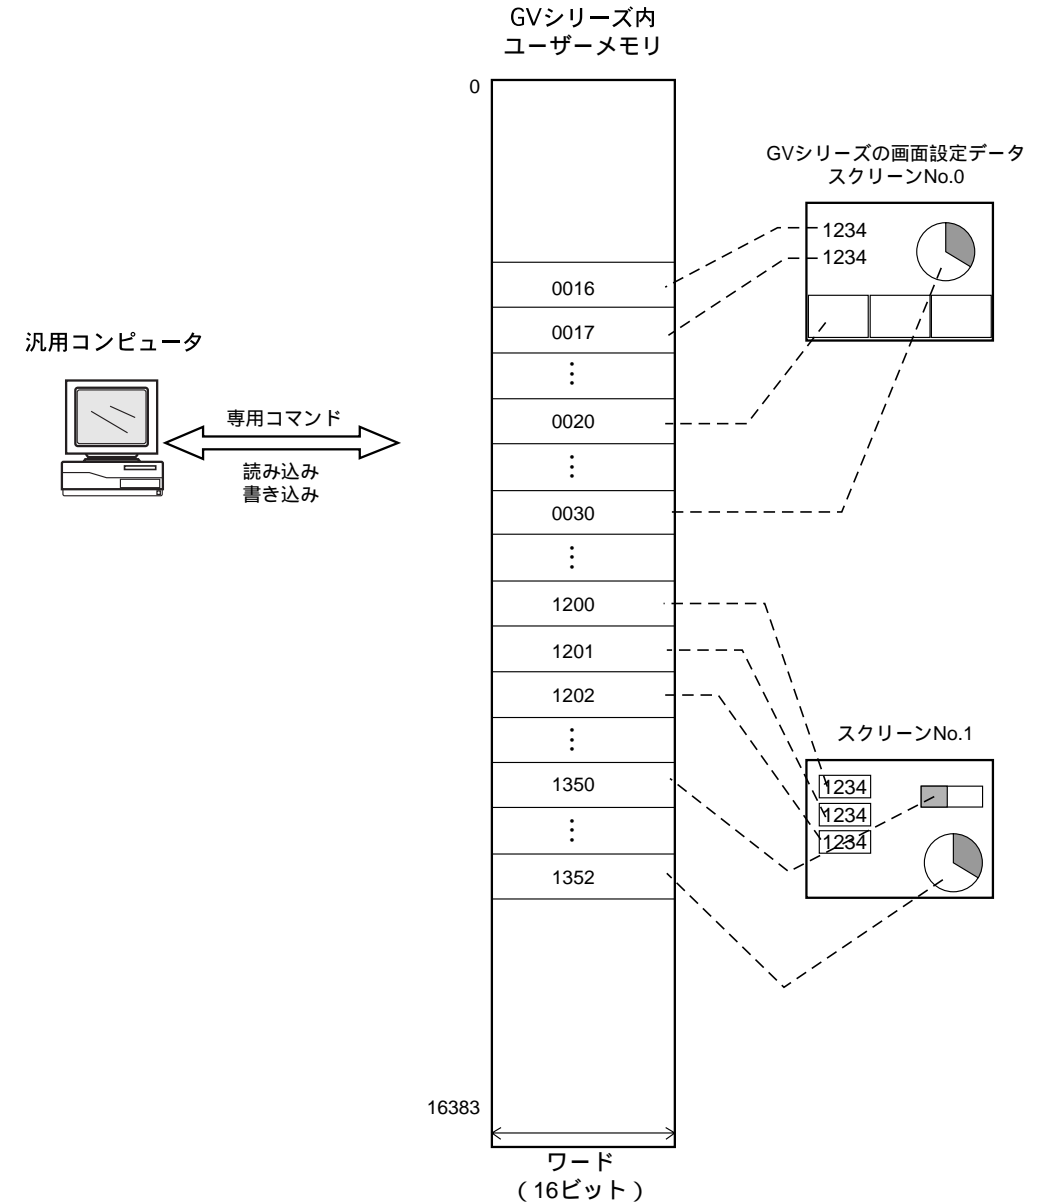 GVシリーズ内
ユーザーメモリ
0
GVシリーズの画面設定データ
スクリーンNo.0
1234
1234
0016
0017
汎用コンピュータ
専用コマンド
0020
読み込み
書き込み
0030
1200
1201
1202
スクリーンNo.1
1350
1234
1234
1234
1352
16383
ワード
(16ビット)